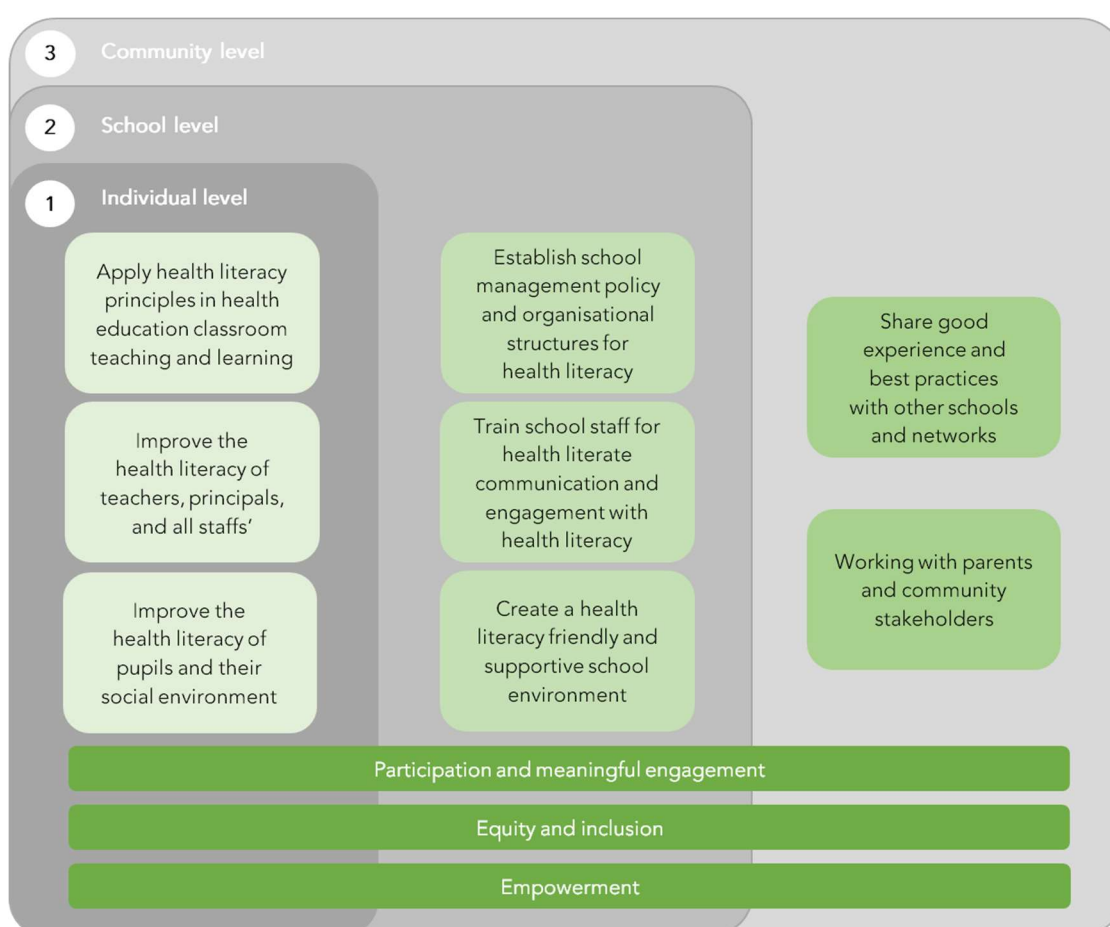 3
Community level
2
School level
1
Individual level
Apply health literacy
principles in health
education classroom
teaching and learning
Improve the
health literacy of
teachers, principals,
and all staffs’
Improve the
health literacy of
pupils and their
social environment
Establish school
management policy
and organisational
structures for
health literacy
Train school staff for
health literate
communication and
engagement with
health literacy
Create a health
literacy friendly and
supportive school
environment
Share good
experience and
best practices
with other schools
and networks
Working with parents
and community
stakeholders
Participation and meaningful engagement
Equity and inclusion
Empowerment